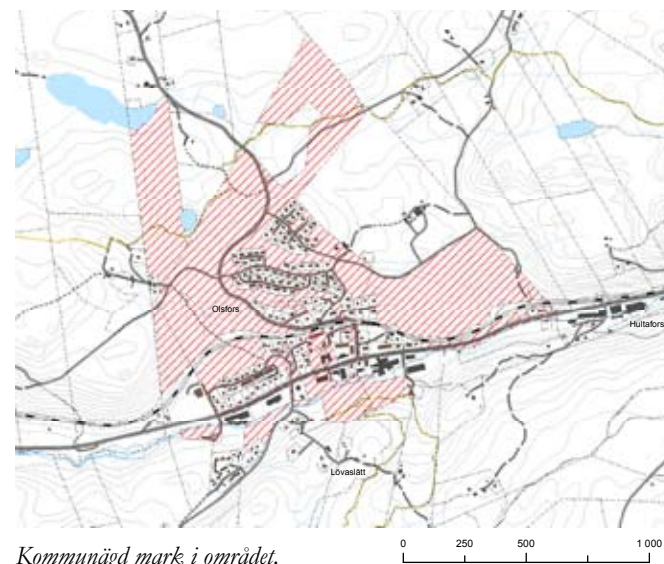 Olsfors
Hultafors
Lövaslätt
Kommunägd mark i området.
0 250 500 1 000